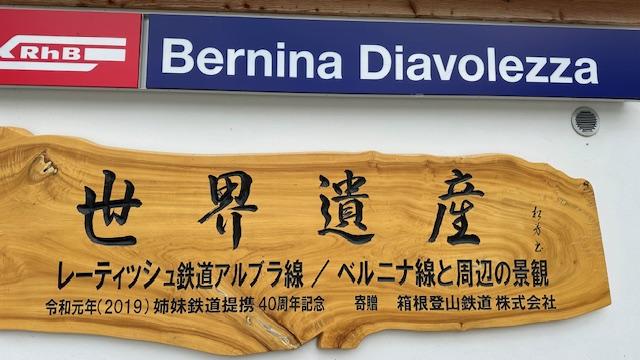 RhB Bernina Diavolezza
世界遺産
レーティッシュ鉄道アルブラ線／ベルニナ線と周辺の景観
令和元年(2019) 姉妹鉄道提携 40周年記念 寄贈 箱根登山鉄道 株式会社